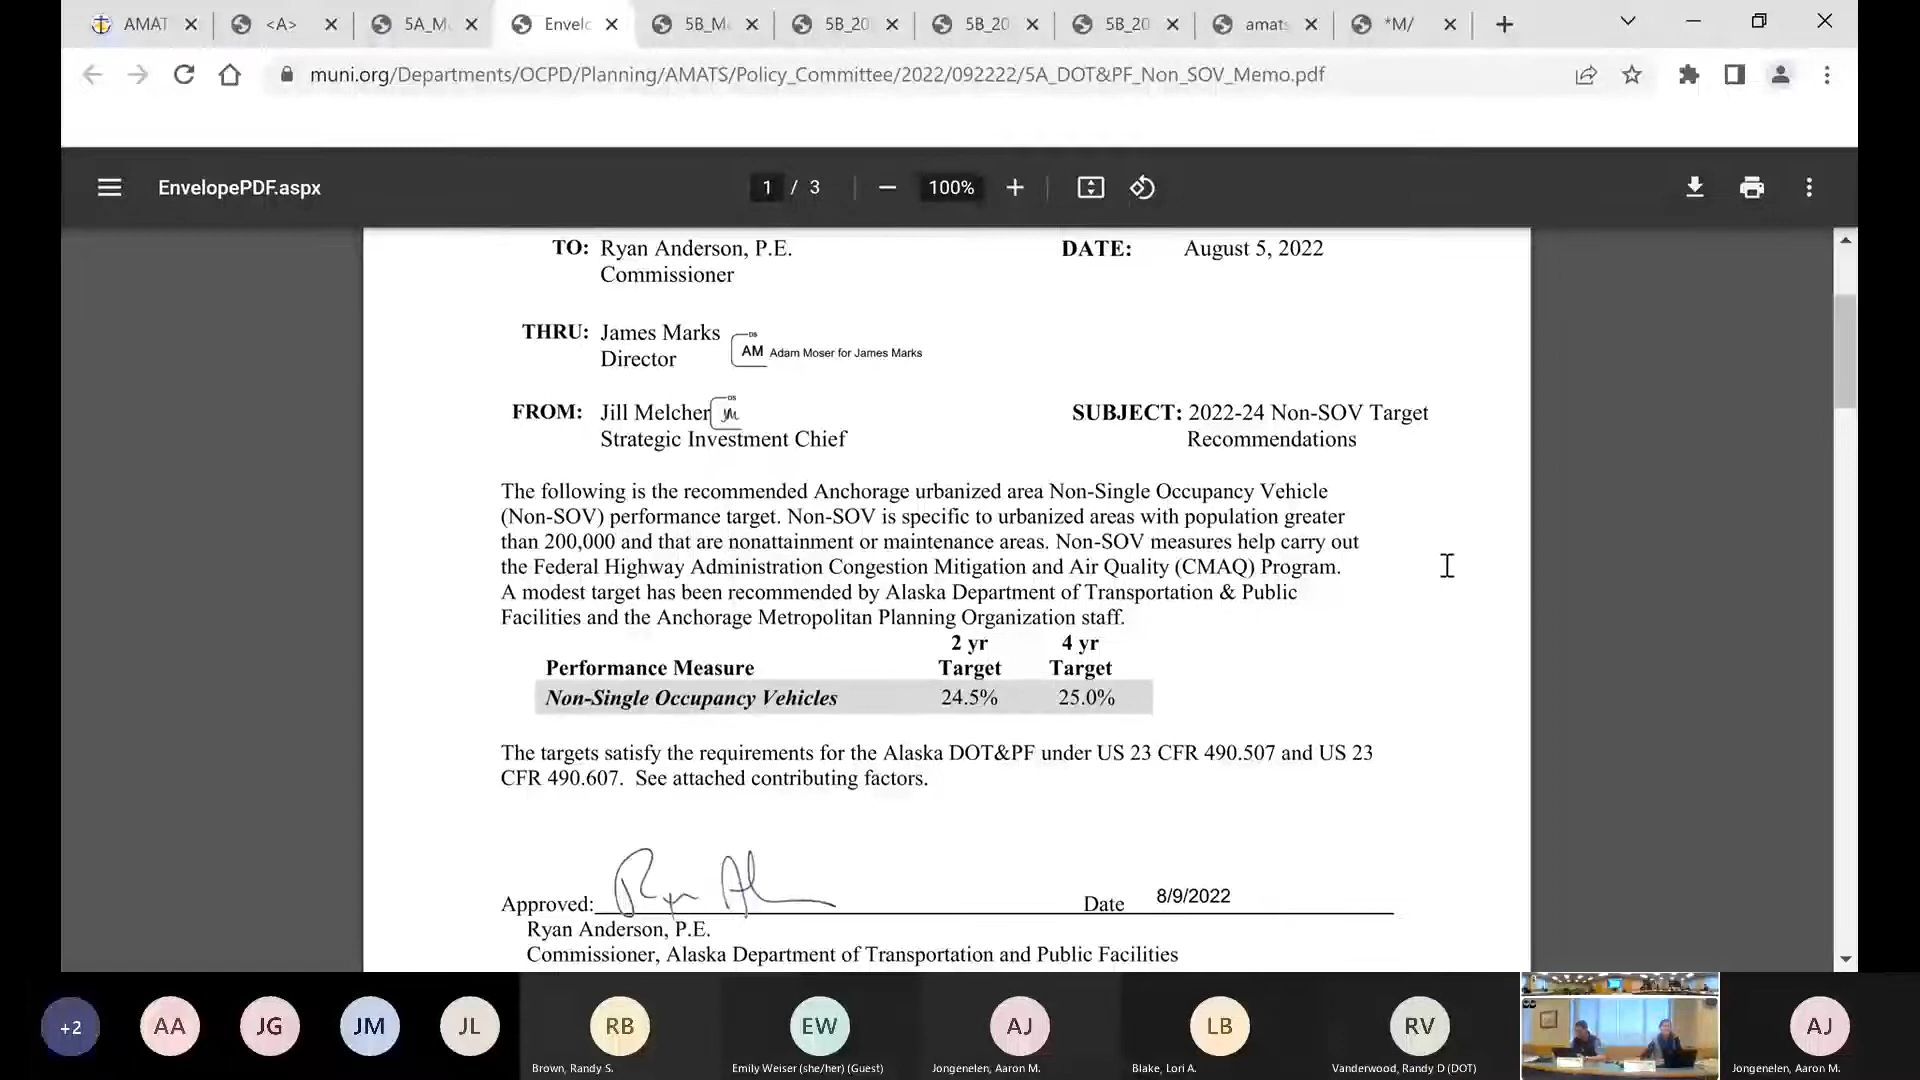 AMAT
<A>
5A_M
Envelo
5B_M
5B_20
5B_20
5B_20
amats
*M/
muni.org/Departments/OCPD/Planning/AMATS/Policy_Committee/2022/092222/5A_DOT&PF_Non_SOV_Memo.pdf
EnvelopePDF.aspx
1 / 3
100%
TO: Ryan Anderson, P.E.
Commissioner
DATE: August 5, 2022
THRU: James Marks
Director
DS
AM Adam Moser for James Marks
FROM: Jill Melcher
Strategic Investment Chief
DS
SUBJECT: 2022-24 Non-SOV Target
Recommendations
The following is the recommended Anchorage urbanized area Non-Single Occupancy Vehicle
(Non-SOV) performance target. Non-SOV is specific to urbanized areas with population greater
than 200,000 and that are nonattainment or maintenance areas. Non-SOV measures help carry out
the Federal Highway Administration Congestion Mitigation and Air Quality (CMAQ) Program.
A modest target has been recommended by Alaska Department of Transportation & Public
Facilities and the Anchorage Metropolitan Planning Organization staff.
2 yr 4 yr
Performance Measure Target Target
Non-Single Occupancy Vehicles 24.5% 25.0%
The targets satisfy the requirements for the Alaska DOT&PF under US 23 CFR 490.507 and US 23
CFR 490.607. See attached contributing factors.
Approved: Date 8/9/2022
Ryan Anderson, P.E.
Commissioner, Alaska Department of Transportation and Public Facilities
+2
AA
JG
JM
JL
RB
Brown, Randy S.
EW
Emily Weiser (she/her) (Guest)
AJ
Jongenelen, Aaron M.
LB
Blake, Lori A.
RV
Vanderwood, Randy D (DOT)
AJ
Jongenelen, Aaron M.